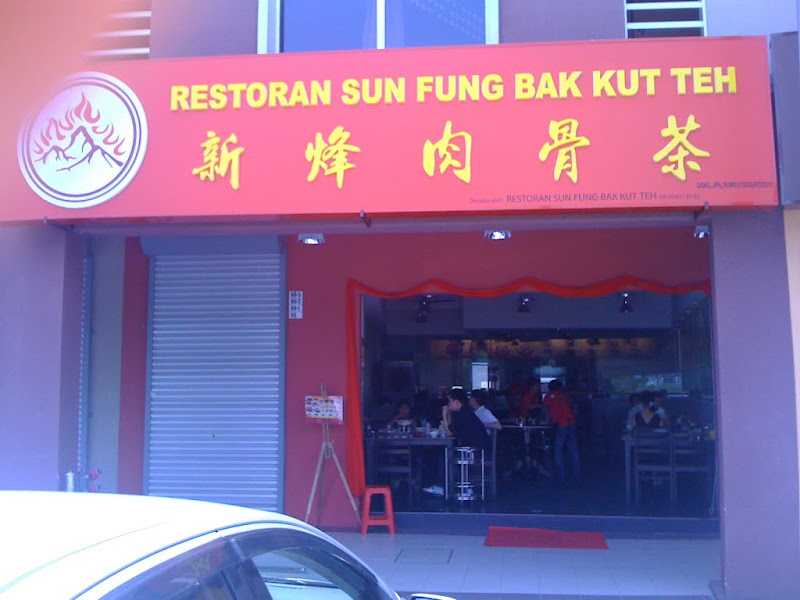 RESTORAN SUN FUNG BAK KUT TEH
新烽肉骨茶
RESTORAN SUN FUNG BAK KUT TEH